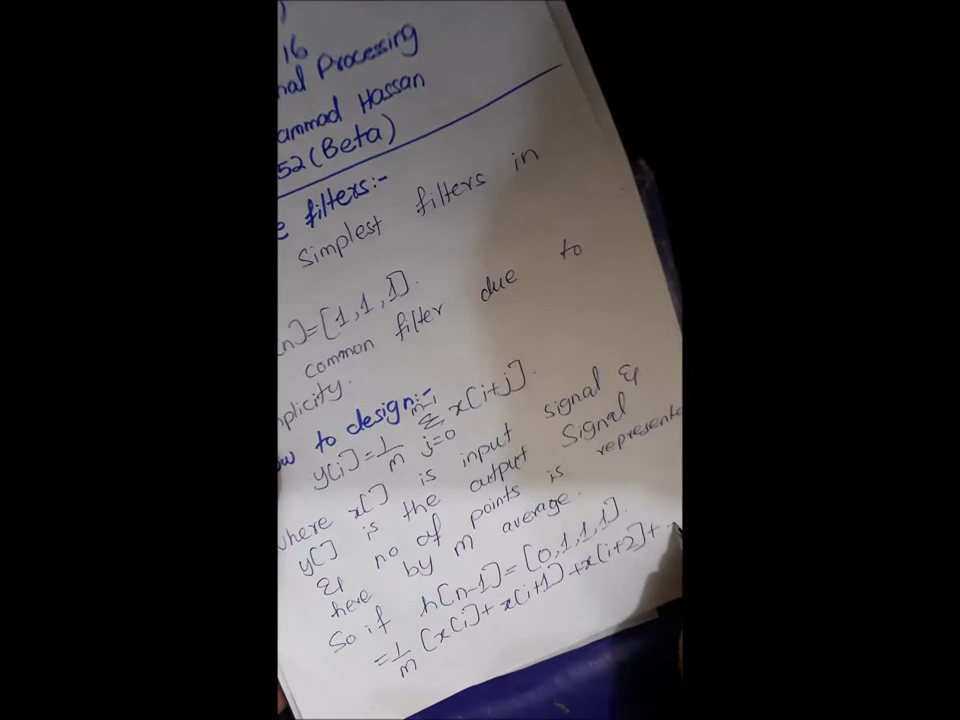 16
nal Processing
ammad Hassan
52 (Beta)
e filters:-
Simplest filters in
[n]=[1,1,1].
common filter due to
plicity.
ow to design:-
y[i]=1/m m-1 Σ j=0 x[i+j].
where x[] is input signal &
y[] is the output signal
& no of points is represente
here by m average.
So if h[n-1]=[0,1,1,1].
=1/m [x[i]+x[i+1]+x[i+2]+